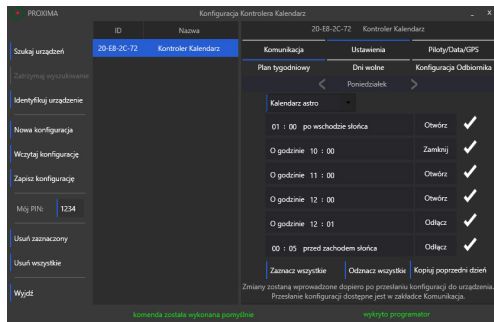 PROXIMA
Konfiguracja Kontrolera Kalendarz
_ X
ID Nazwa
20-E8-2C-72 Kontroler Kalendarz
20-E8-2C-72 Kontroler Kalendarz
Szukaj urządzeń
Zatrzymaj wyszukiwanie
Identyfikuj urządzenie
Nowa konfiguracja
Wczytaj konfigurację
Zapisz konfigurację
Mój PIN: 1234
Usuń zaznaczony
Usuń wszystkie
Wyjdź
Komunikacja Ustawienia Piloty/Data/GPS
Plan tygodniowy Dni wolne Konfiguracja Odbiornika
< Poniedziałek >
Kalendarz astro
01 : 00 po wschodzie słońca Otwórz
O godzinie 10 : 00 Zamknij
O godzinie 11 : 00 Otwórz
O godzinie 12 : 00 Otwórz
O godzinie 12 : 01 Odłącz
00 : 05 przed zachodem słońca Odłącz
Zaznacz wszystkie Odznacz wszystkie Kopiuj poprzedni dzień
Zmiany zostaną wprowadzone dopiero po przesłaniu konfiguracji do urządzenia.
Przesłanie konfiguracji dostępne jest w zakładce Komunikacja.
komenda została wykonana pomyślnie wykryto programator